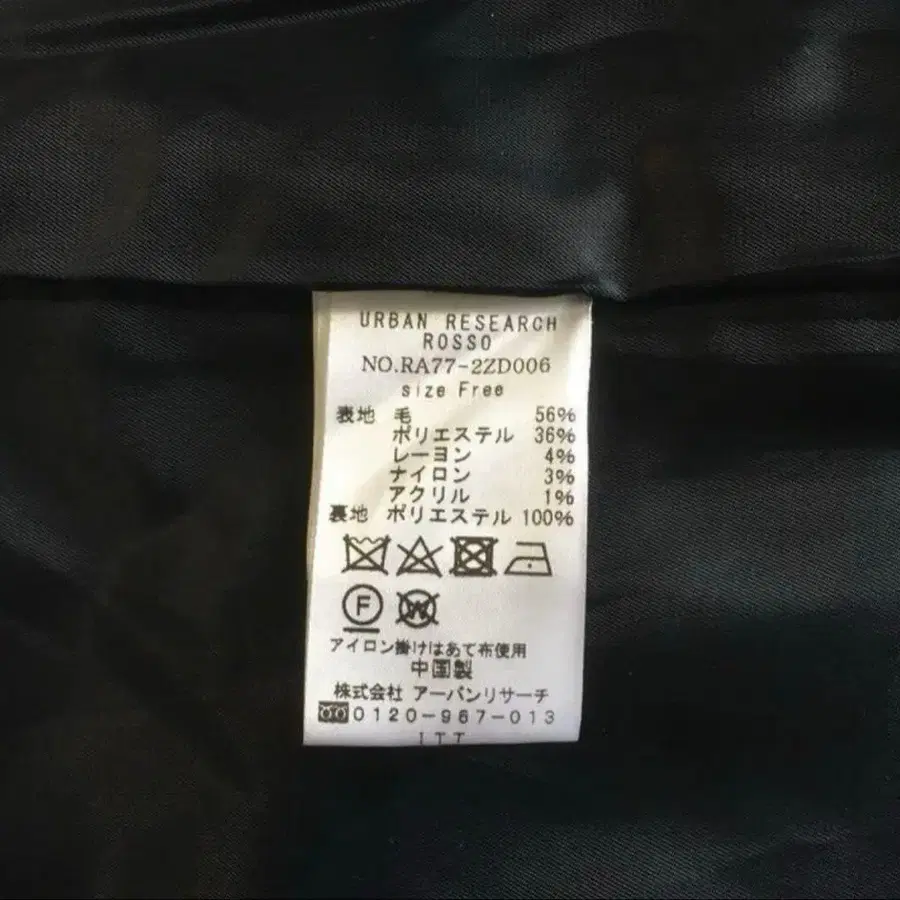 URBAN RESEARCH
ROSSO
NO.RA77-2ZD006
size Free
表地 毛 56%
ポリエステル 36%
レーヨン 4%
ナイロン 3%
アクリル 1%
裏地 ポリエステル 100%
F W
アイロン掛けはあて布使用
中国製
株式会社 アーバンリサーチ
0120-967-013
ITT